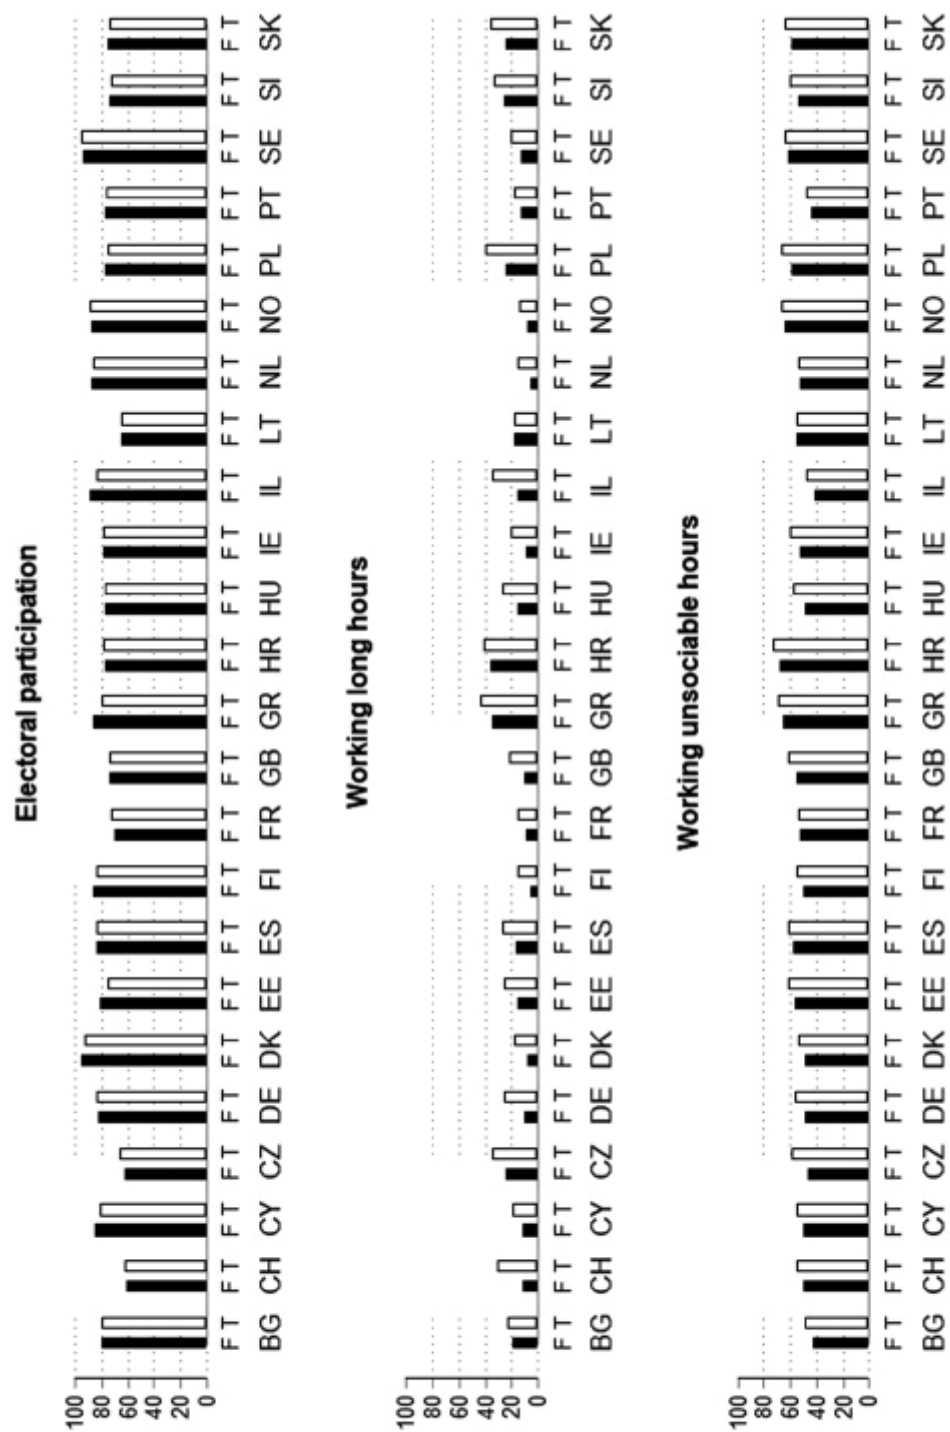 Electoral participation
100
80
60
40
20
0
F T F T F T F T F T F T F T F T F T F T F T F T F T F T F T F T F T F T F T F T F T F T F T F T
BG CH CY CZ DE DK EE ES FI FR GB GR HR HU IE IL LT NL NO PL PT SE SI SK
Working long hours
100
80
60
40
20
0
F T F T F T F T F T F T F T F T F T F T F T F T F T F T F T F T F T F T F T F T F T F T F T F T
BG CH CY CZ DE DK EE ES FI FR GB GR HR HU IE IL LT NL NO PL PT SE SI SK
Working unsociable hours
100
80
60
40
20
0
F T F T F T F T F T F T F T F T F T F T F T F T F T F T F T F T F T F T F T F T F T F T F T F T
BG CH CY CZ DE DK EE ES FI FR GB GR HR HU IE IL LT NL NO PL PT SE SI SK